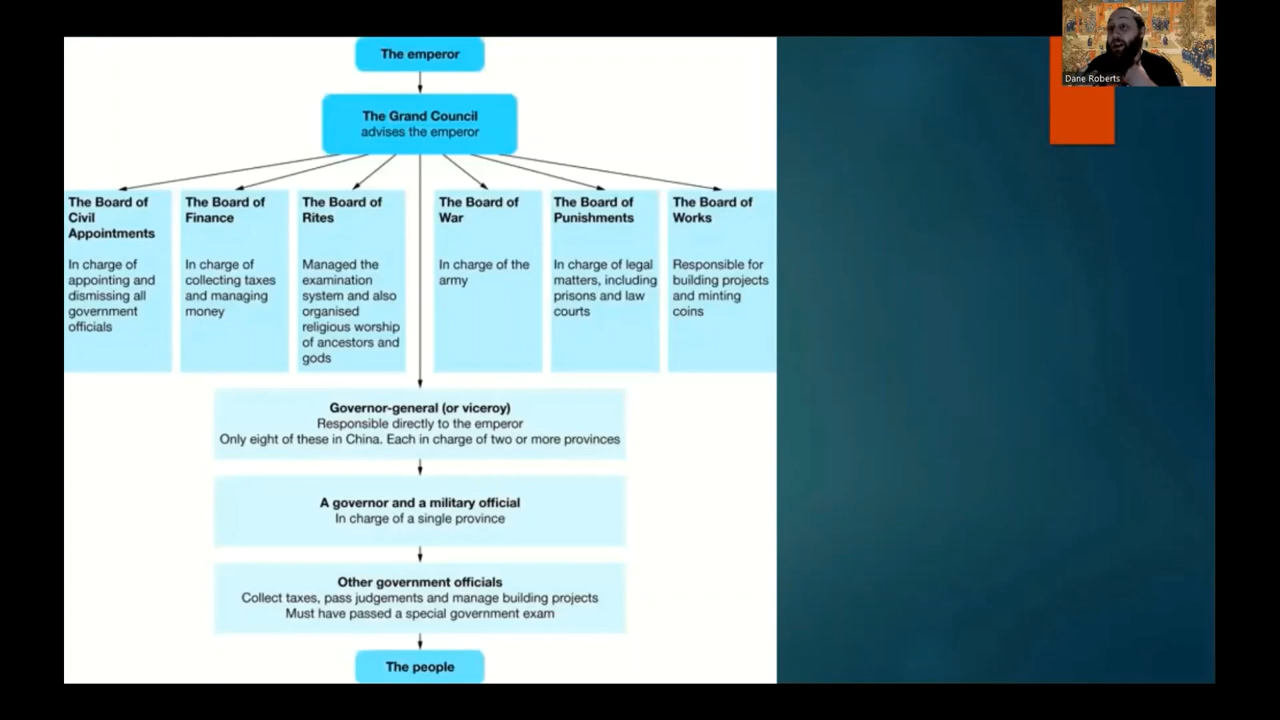 The emperor
The Grand Council
advises the emperor
The Board of
Civil
Appointments
In charge of
appointing and
dismissing all
government
officials
The Board of
Finance
In charge of
collecting taxes
and managing
money
The Board of
Rites
Managed the
examination
system and also
organised
religious worship
of ancestors and
gods
The Board of
War
In charge of the
army
The Board of
Punishments
In charge of legal
matters, including
prisons and law
courts
The Board of
Works
Responsible for
building projects
and minting
coins
Governor-general (or viceroy)
Responsible directly to the emperor
Only eight of these in China. Each in charge of two or more provinces
A governor and a military official
In charge of a single province
Other government officials
Collect taxes, pass judgements and manage building projects
Must have passed a special government exam
The people
Dane Roberts